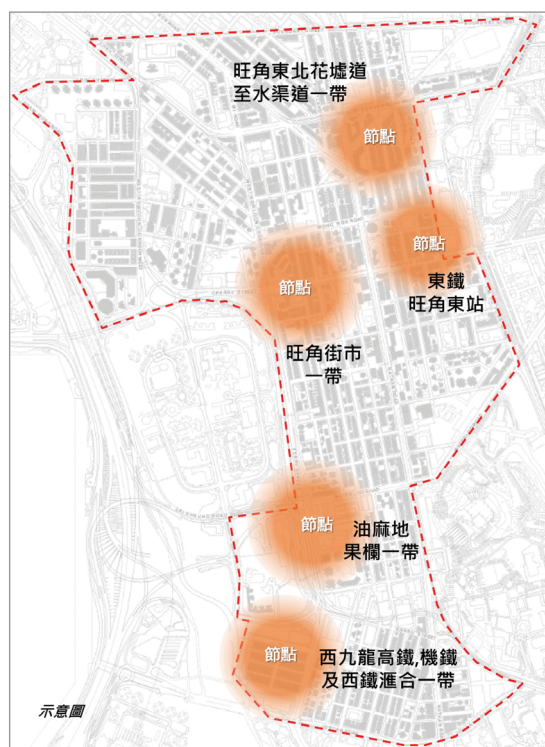 旺角東北花墟道
至水渠道一帶
節點
節點
東鐵
旺角東站
節點
旺角街市
一帶
節點
油麻地
果欄一帶
節點
西九龍高鐵,機鐵
及西鐵滙合一帶
示意圖